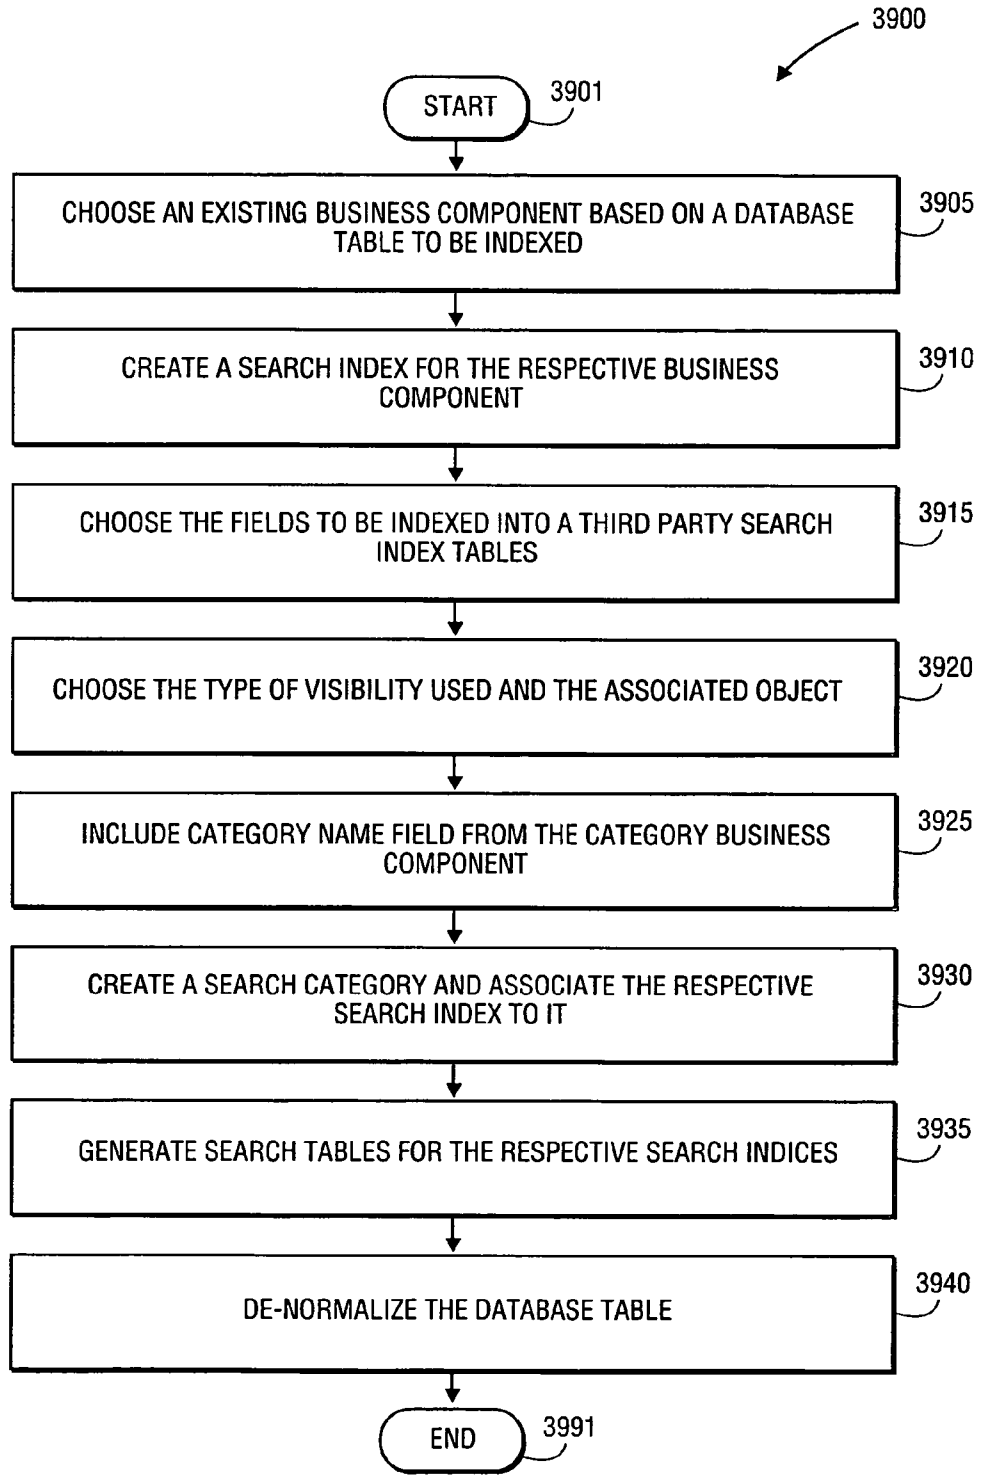 3900
START
3901
CHOOSE AN EXISTING BUSINESS COMPONENT BASED ON A DATABASE
TABLE TO BE INDEXED
3905
CREATE A SEARCH INDEX FOR THE RESPECTIVE BUSINESS
COMPONENT
3910
CHOOSE THE FIELDS TO BE INDEXED INTO A THIRD PARTY SEARCH
INDEX TABLES
3915
CHOOSE THE TYPE OF VISIBILITY USED AND THE ASSOCIATED OBJECT
3920
INCLUDE CATEGORY NAME FIELD FROM THE CATEGORY BUSINESS
COMPONENT
3925
CREATE A SEARCH CATEGORY AND ASSOCIATE THE RESPECTIVE
SEARCH INDEX TO IT
3930
GENERATE SEARCH TABLES FOR THE RESPECTIVE SEARCH INDICES
3935
DE-NORMALIZE THE DATABASE TABLE
3940
END
3991